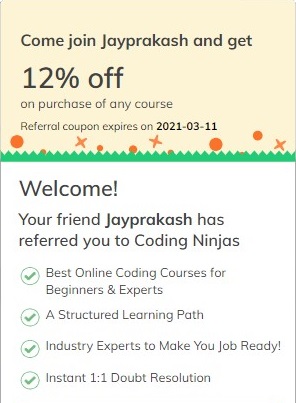 Come join Jayprakash and get
12% off
on purchase of any course
Referral coupon expires on 2021-03-11
Welcome!
Your friend Jayprakash has
referred you to Coding Ninjas
Best Online Coding Courses for
Beginners & Experts
A Structured Learning Path
Industry Experts to Make You Job Ready!
Instant 1:1 Doubt Resolution